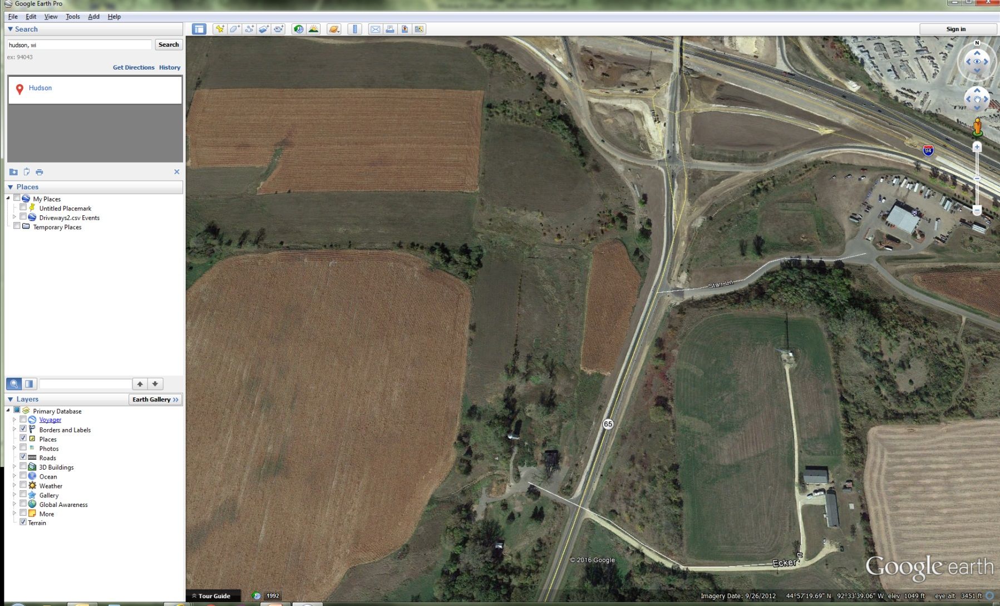 Google Earth Pro
File Edit View Tools Add Help
Search
Sign in
hudson, wi
Search
ex: 94043
Get Directions History
Hudson
Places
My Places
Untitled Placemark
Driveways2.csv Events
Temporary Places
Layers
Earth Gallery
Primary Database
Voyager
Borders and Labels
Places
Photos
Roads
3D Buildings
Ocean
Weather
Gallery
Global Awareness
More
Terrain
N
94
Starr Ln
65
Ecker Ln
© 2016 Google
Google earth
Tour Guide
1992
Imagery Date: 9/26/2012 44°57'19.69" N 92°33'39.06" W elev 1049 ft eye alt 3451 ft